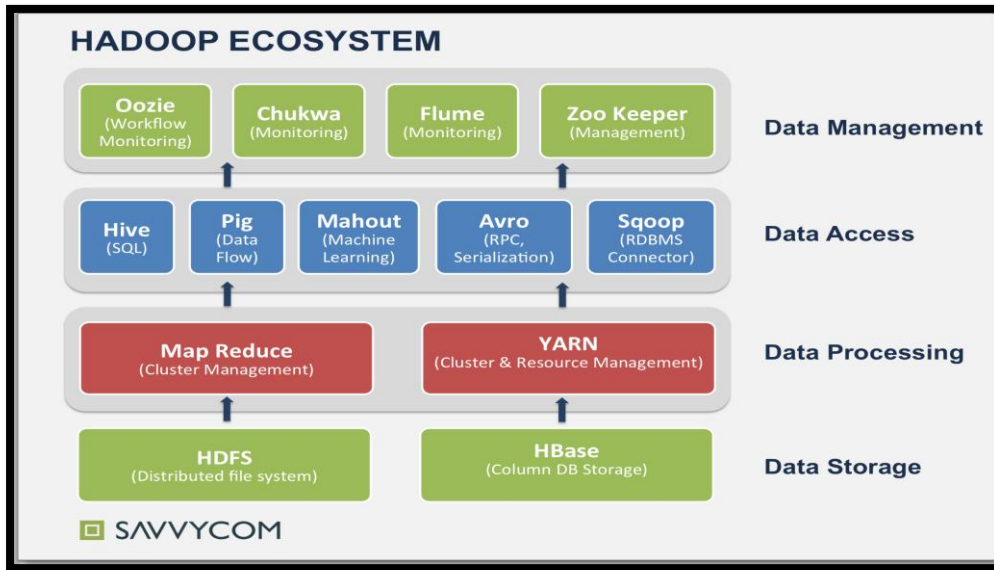 HADOOP ECOSYSTEM
Oozie
(Workflow
Monitoring)
Chukwa
(Monitoring)
Flume
(Monitoring)
Zoo Keeper
(Management)
Data Management
Hive
(SQL)
Pig
(Data
Flow)
Mahout
(Machine
Learning)
Avro
(RPC,
Serialization)
Sqoop
(RDBMS
Connector)
Data Access
Map Reduce
(Cluster Management)
YARN
(Cluster & Resource Management)
Data Processing
HDFS
(Distributed file system)
HBase
(Column DB Storage)
Data Storage
SAVVYCOM